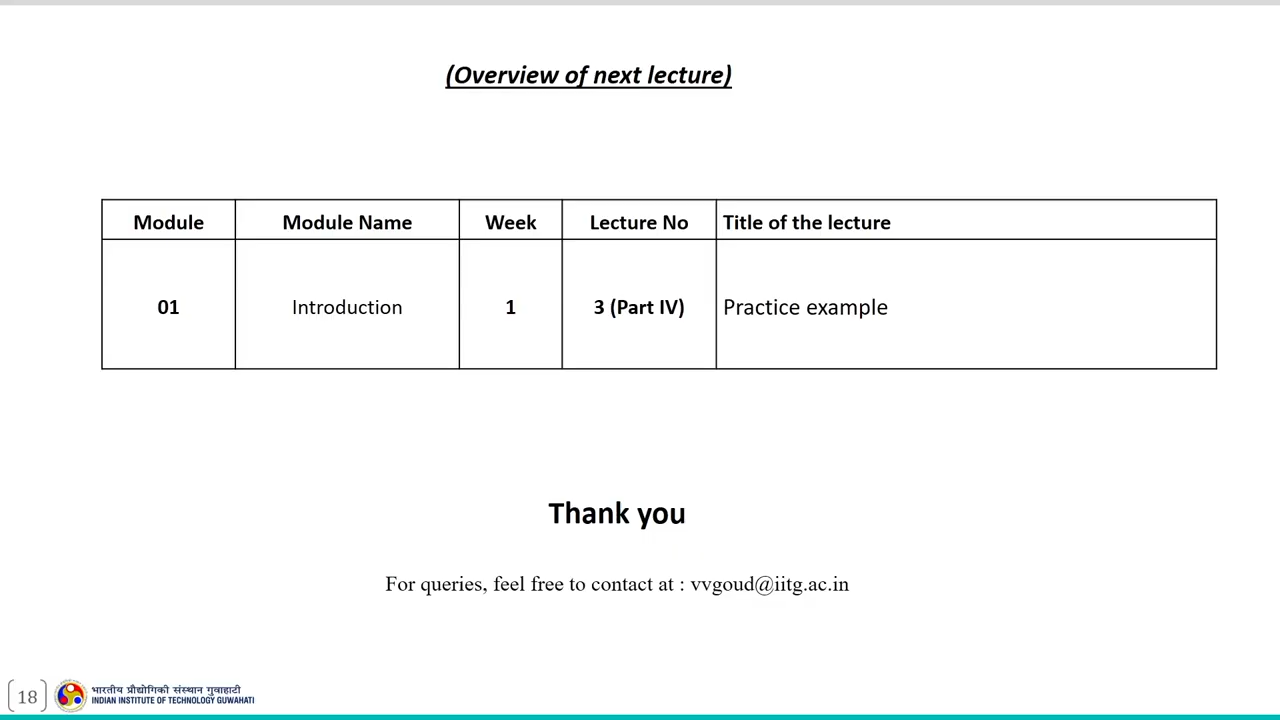 (Overview of next lecture)
Module Module Name Week Lecture No Title of the lecture
01 Introduction 1 3 (Part IV) Practice example
Thank you
For queries, feel free to contact at : vvgoud@iitg.ac.in
18
भारतीय प्रौद्योगिकी संस्थान गुवाहाटी
INDIAN INSTITUTE OF TECHNOLOGY GUWAHATI